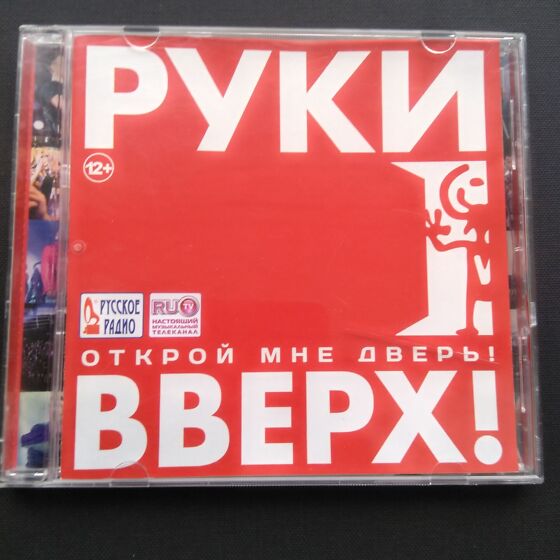 РУКИ
12+
РУССКОЕ
РАДИО
RU TV
НАСТОЯЩИЙ
МУЗЫКАЛЬНЫЙ
ТЕЛЕКАНАЛ
ОТКРОЙ МНЕ ДВЕРЬ!
ВВЕРХ!